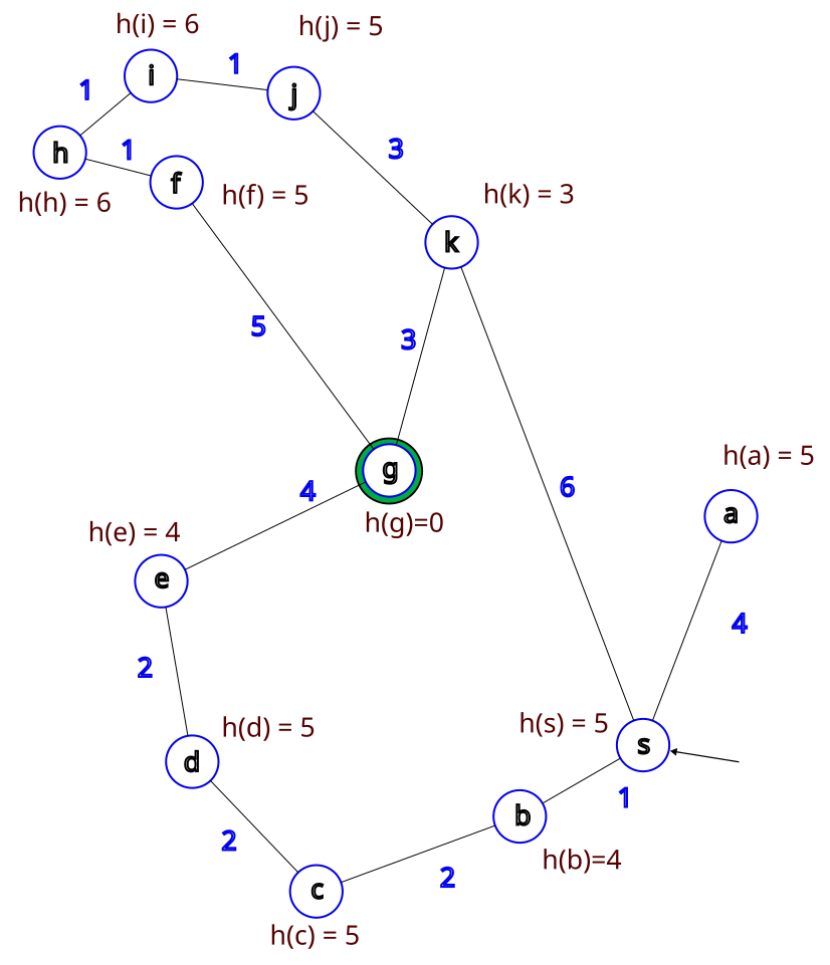 h(i) = 6
h(j) = 5
i
1
1
j
h
1
f
3
h(h) = 6
h(f) = 5
h(k) = 3
k
5
3
g
4
h(g)=0
6
h(a) = 5
a
h(e) = 4
e
2
4
h(d) = 5
d
h(s) = 5
s
1
b
h(b)=4
2
c
2
h(c) = 5